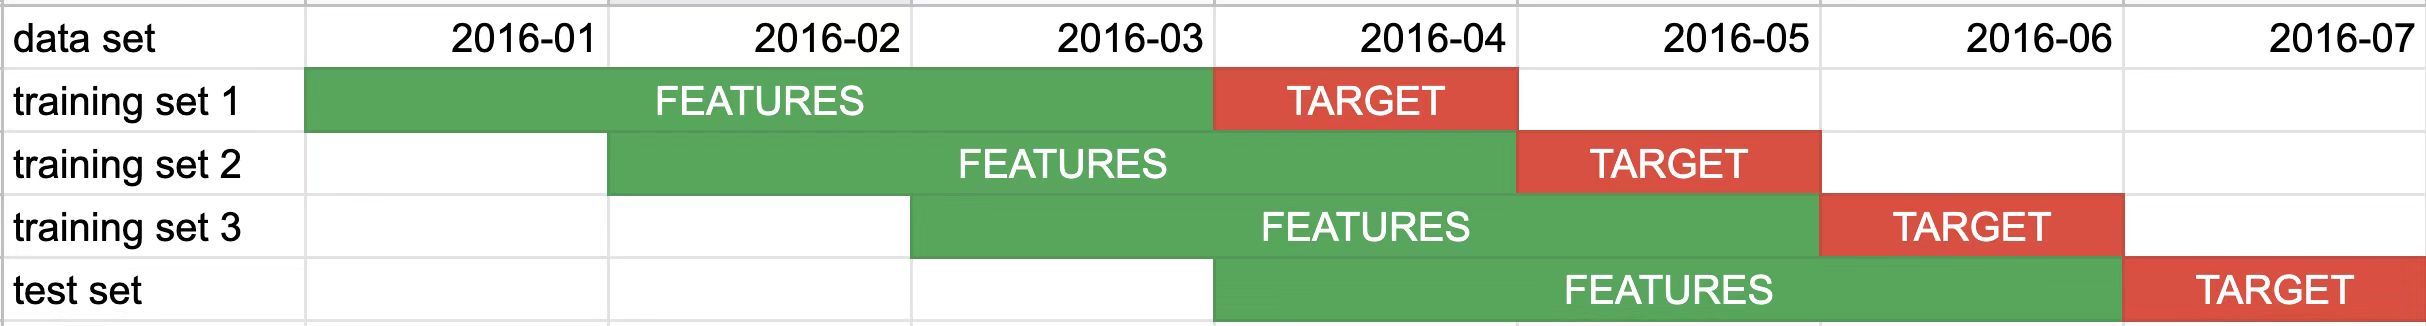 data set 2016-01 2016-02 2016-03 2016-04 2016-05 2016-06 2016-07
training set 1 FEATURES TARGET
training set 2 FEATURES TARGET
training set 3 FEATURES TARGET
test set FEATURES TARGET